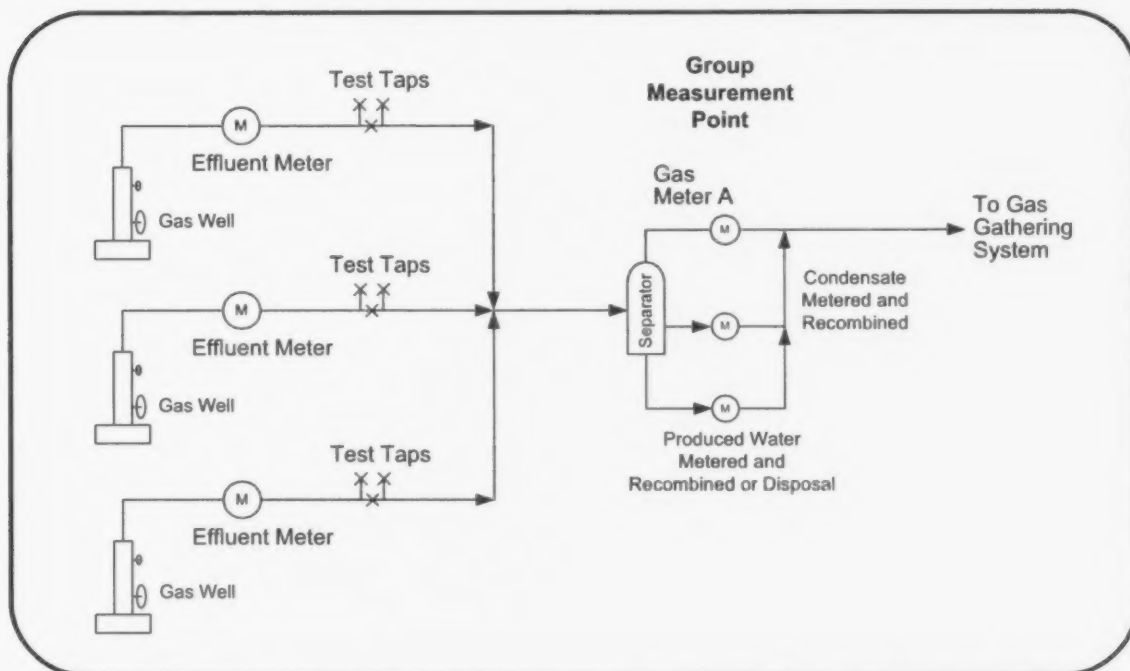 Test Taps
M
Effluent Meter
Gas Well
Test Taps
M
Effluent Meter
Gas Well
Test Taps
M
Effluent Meter
Gas Well
Group
Measurement
Point
Gas
Meter A
M
Separator
M
M
Condensate
Metered and
Recombined
Produced Water
Metered and
Recombined or Disposal
To Gas
Gathering
System